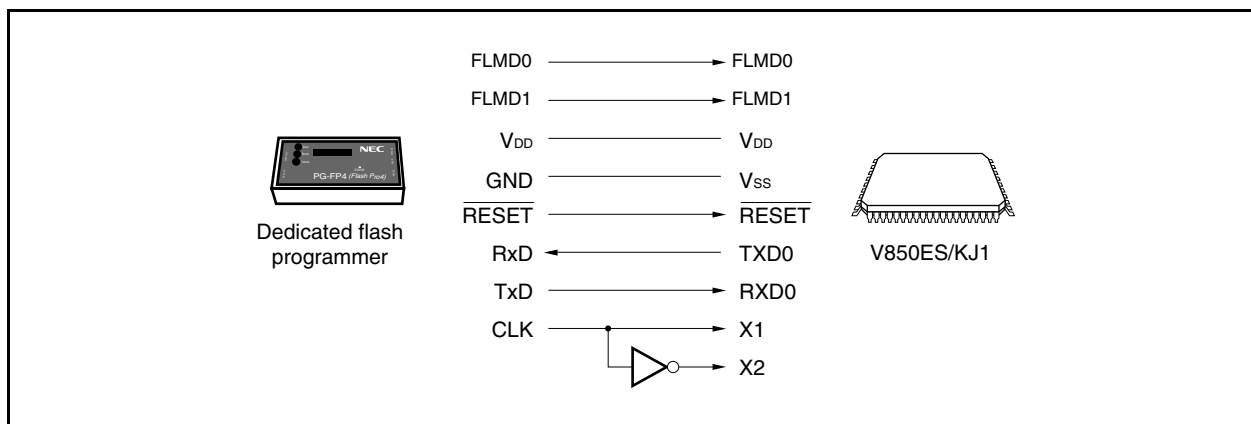 FLMD0 FLMD0
FLMD1 FLMD1
VDD VDD
GND VSS
RESET RESET
RxD TXD0
TxD RXD0
CLK X1
X2
NEC
PG-FP4 (Flash Pro4)
Dedicated flash
programmer
V850ES/KJ1